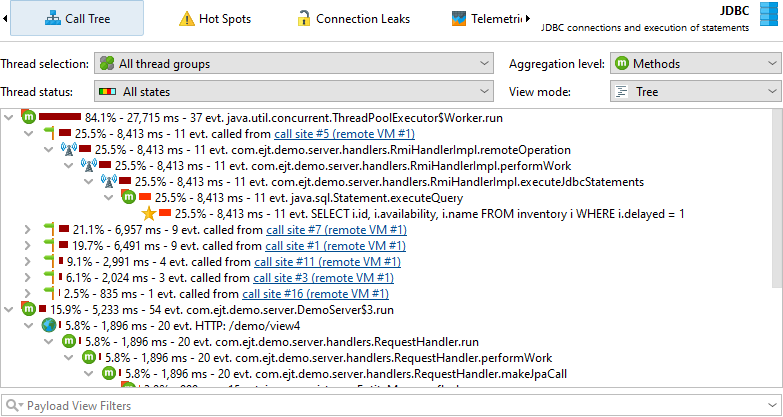 Call Tree
Hot Spots
Connection Leaks
Telemetri
JDBC
JDBC connections and execution of statements
Thread selection: All thread groups
Aggregation level: Methods
Thread status: All states
View mode: Tree
84.1% - 27,715 ms - 37 evt. java.util.concurrent.ThreadPoolExecutor$Worker.run
25.5% - 8,413 ms - 11 evt. called from call site #5 (remote VM #1)
25.5% - 8,413 ms - 11 evt. com.ejt.demo.server.handlers.RmiHandlerImpl.remoteOperation
25.5% - 8,413 ms - 11 evt. com.ejt.demo.server.handlers.RmiHandlerImpl.performWork
25.5% - 8,413 ms - 11 evt. com.ejt.demo.server.handlers.RmiHandlerImpl.executeJdbcStatements
25.5% - 8,413 ms - 11 evt. java.sql.Statement.executeQuery
25.5% - 8,413 ms - 11 evt. SELECT i.id, i.availability, i.name FROM inventory i WHERE i.delayed = 1
21.1% - 6,957 ms - 9 evt. called from call site #7 (remote VM #1)
19.7% - 6,491 ms - 9 evt. called from call site #1 (remote VM #1)
9.1% - 2,991 ms - 4 evt. called from call site #11 (remote VM #1)
6.1% - 2,024 ms - 3 evt. called from call site #3 (remote VM #1)
2.5% - 835 ms - 1 evt. called from call site #16 (remote VM #1)
15.9% - 5,233 ms - 54 evt. com.ejt.demo.server.DemoServer$3.run
5.8% - 1,896 ms - 20 evt. HTTP: /demo/view4
5.8% - 1,896 ms - 20 evt. com.ejt.demo.server.handlers.RequestHandler.run
5.8% - 1,896 ms - 20 evt. com.ejt.demo.server.handlers.RequestHandler.performWork
5.8% - 1,896 ms - 20 evt. com.ejt.demo.server.handlers.RequestHandler.makeJpaCall
Payload View Filters